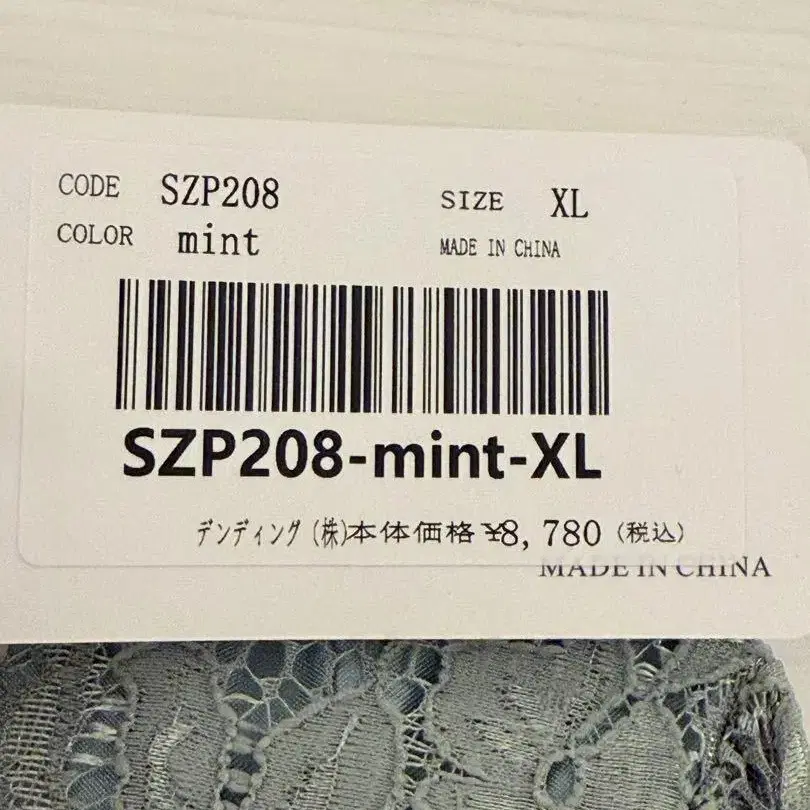 CODE SZP208
SIZE XL
COLOR mint
MADE IN CHINA
SZP208-mint-XL
デンディング(株)本体価格¥8,780(税込)
MADE IN CHINA